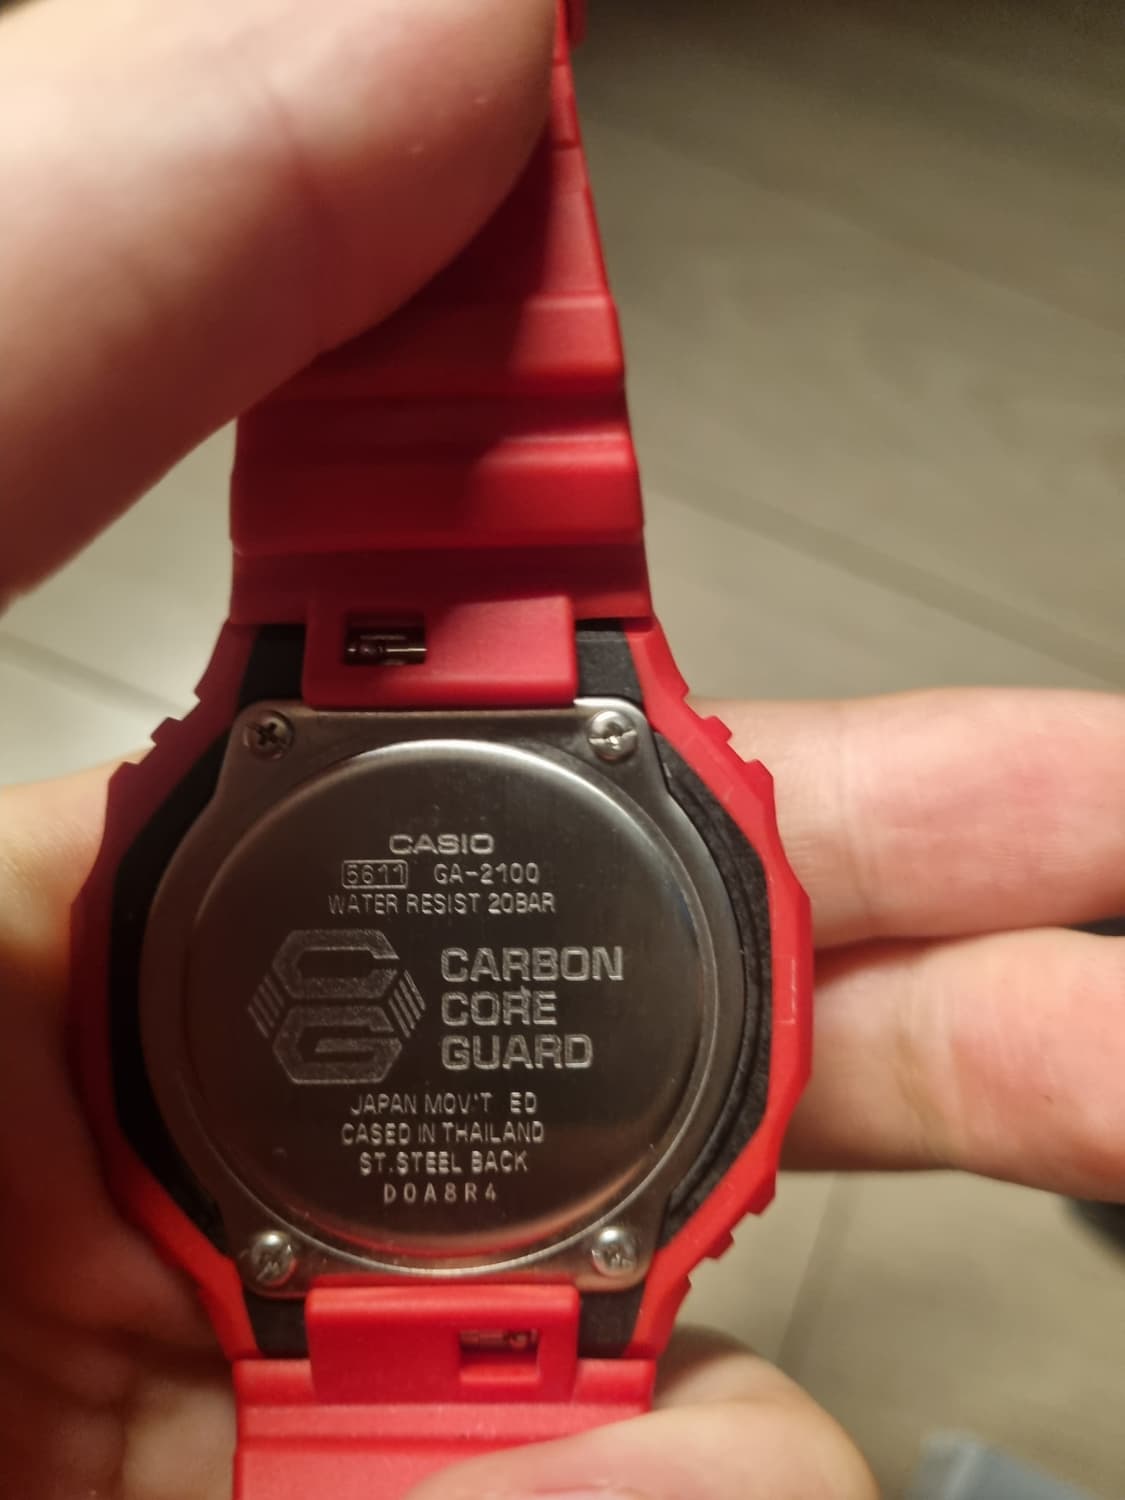 CASIO
5611 GA-2100
WATER RESIST 20BAR
CARBON
CORE
GUARD
JAPAN MOV'T ED
CASED IN THAILAND
ST.STEEL BACK
D0A8R4